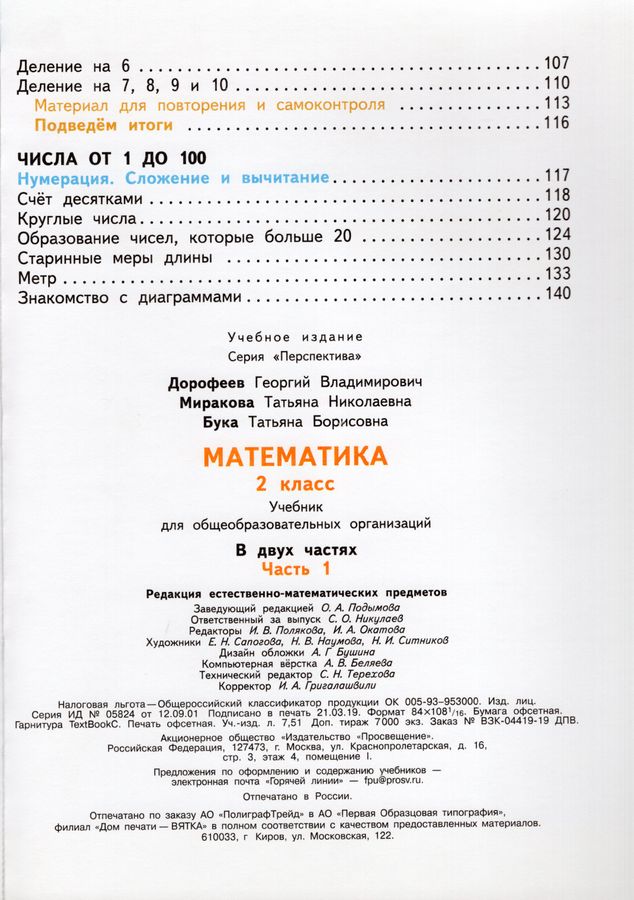 Деление на 6 ........................................ 107
Деление на 7, 8, 9 и 10 ........................................ 110
Материал для повторения и самоконтроля ............... 113
Подведём итоги ........................................ 116
ЧИСЛА ОТ 1 ДО 100
Нумерация. Сложение и вычитание ........................ 117
Счёт десятками ........................................ 118
Круглые числа ........................................ 120
Образование чисел, которые больше 20 ................... 124
Старинные меры длины ................................... 130
Метр ........................................ 133
Знакомство с диаграммами ............................... 140
Учебное издание
Серия «Перспектива»
Дорофеев Георгий Владимирович
Миракова Татьяна Николаевна
Бука Татьяна Борисовна
МАТЕМАТИКА
2 класс
Учебник
для общеобразовательных организаций
В двух частях
Часть 1
Редакция естественно-математических предметов
Заведующий редакцией О. А. Подымова
Ответственный за выпуск С. О. Никулаев
Редакторы И. В. Полякова, И. А. Окатова
Художники Е. Н. Сапогова, Н. В. Наумова, Н. И. Ситников
Дизайн обложки А. Г Бушина
Компьютерная вёрстка А. В. Беляева
Технический редактор С. Н. Терехова
Корректор И. А. Григалашвили
Налоговая льгота — Общероссийский классификатор продукции ОК 005-93–953000. Изд. лиц.
Серия ИД № 05824 от 12.09.01 Подписано в печать 21.03.19. Формат 84×108 1/16. Бумага офсетная.
Гарнитура TextBookC. Печать офсетная. Уч.-изд. л. 7,51 Доп. тираж 7000 экз. Заказ № ВЗК-04419-19 ДПВ.
Акционерное общество «Издательство «Просвещение».
Российская Федерация, 127473, г. Москва, ул. Краснопролетарская, д. 16,
стр. 3, этаж 4, помещение I.
Предложения по оформлению и содержанию учебников —
электронная почта «Горячей линии» — fpu@prosv.ru.
Отпечатано в России.
Отпечатано по заказу АО «ПолиграфТрейд» в АО «Первая Образцовая типография»,
филиал «Дом печати — ВЯТКА» в полном соответствии с качеством предоставленных материалов.
610033, г Киров, ул. Московская, 122.